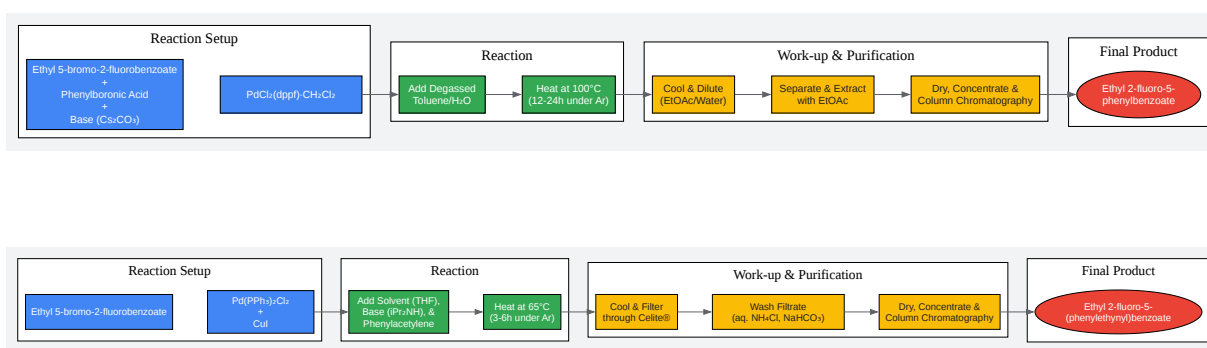 Reaction Setup
Ethyl 5-bromo-2-fluorobenzoate
+
Phenylboronic Acid
+
Base (Cs₂CO₃)
PdCl₂(dppf)·CH₂Cl₂
Reaction
Add Degassed
Toluene/H₂O
Heat at 100°C
(12-24h under Ar)
Work-up & Purification
Cool & Dilute
(EtOAc/Water)
Separate & Extract
with EtOAc
Dry, Concentrate &
Column Chromatography
Final Product
Ethyl 2-fluoro-5-
phenylbenzoate
Reaction Setup
Ethyl 5-bromo-2-fluorobenzoate
Pd(PPh₃)₂Cl₂
+
CuI
Reaction
Add Solvent (THF),
Base (iPr₂NH), &
Phenylacetylene
Heat at 65°C
(3-6h under Ar)
Work-up & Purification
Cool & Filter
through Celite®
Wash Filtrate
(aq. NH₄Cl, NaHCO₃)
Dry, Concentrate &
Column Chromatography
Final Product
Ethyl 2-fluoro-5-
(phenylethynyl)benzoate